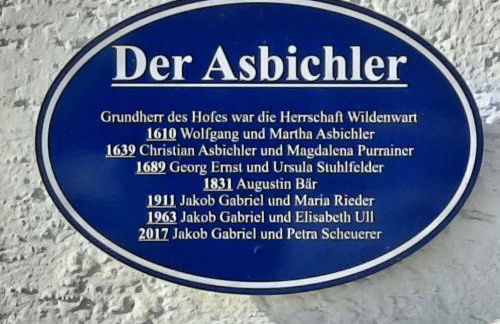 Der Asbichler
Grundherr des Hofes war die Herrschaft Wildenwart
1610 Wolfgang und Martha Asbichler
1639 Christian Asbichler und Magdalena Purrainer
1689 Georg Ernst und Ursula Stuhlfelder
1831 Augustin Bär
1911 Jakob Gabriel und Maria Rieder
1963 Jakob Gabriel und Elisabeth Ull
2017 Jakob Gabriel und Petra Scheuerer